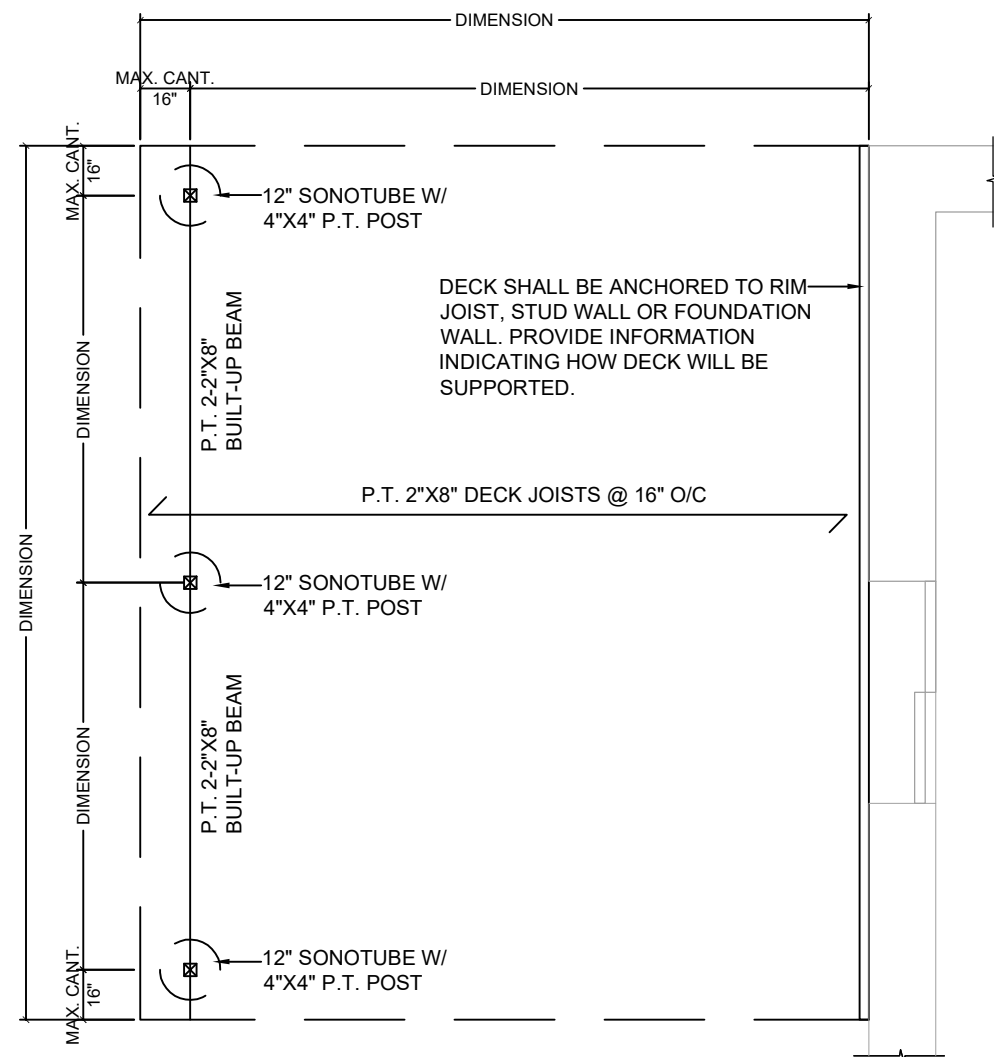 DIMENSION
MAX. CANT.
16"
DIMENSION
MAX. CANT.
16"
12" SONOTUBE W/
4"X4" P.T. POST
DECK SHALL BE ANCHORED TO RIM
JOIST, STUD WALL OR FOUNDATION
WALL. PROVIDE INFORMATION
INDICATING HOW DECK WILL BE
SUPPORTED.
P.T. 2-2"X8"
BUILT-UP BEAM
DIMENSION
P.T. 2"X8" DECK JOISTS @ 16" O/C
DIMENSION
12" SONOTUBE W/
4"X4" P.T. POST
P.T. 2-2"X8"
BUILT-UP BEAM
DIMENSION
12" SONOTUBE W/
4"X4" P.T. POST
MAX. CANT.
16"